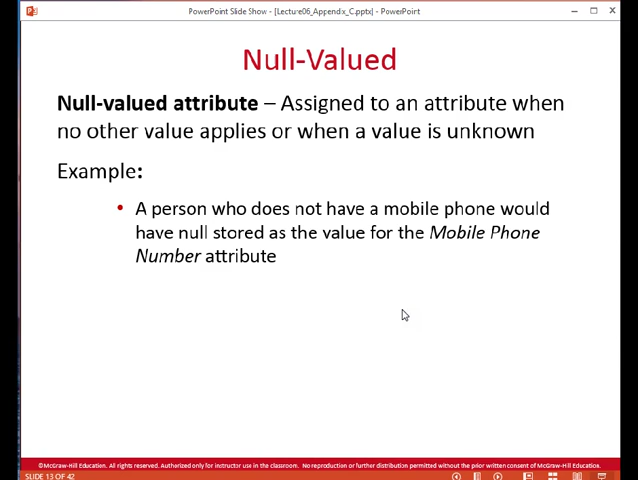 PowerPoint Slide Show - [Lecture06_Appendix_C.pptx] - PowerPoint
Null-Valued
Null-valued attribute – Assigned to an attribute when
no other value applies or when a value is unknown
Example:
• A person who does not have a mobile phone would
have null stored as the value for the Mobile Phone
Number attribute
©McGraw-Hill Education. All rights reserved. Authorized only for instructor use in the classroom. No reproduction or further distribution permitted without the prior written consent of McGraw-Hill Education.
SLIDE 13 OF 42